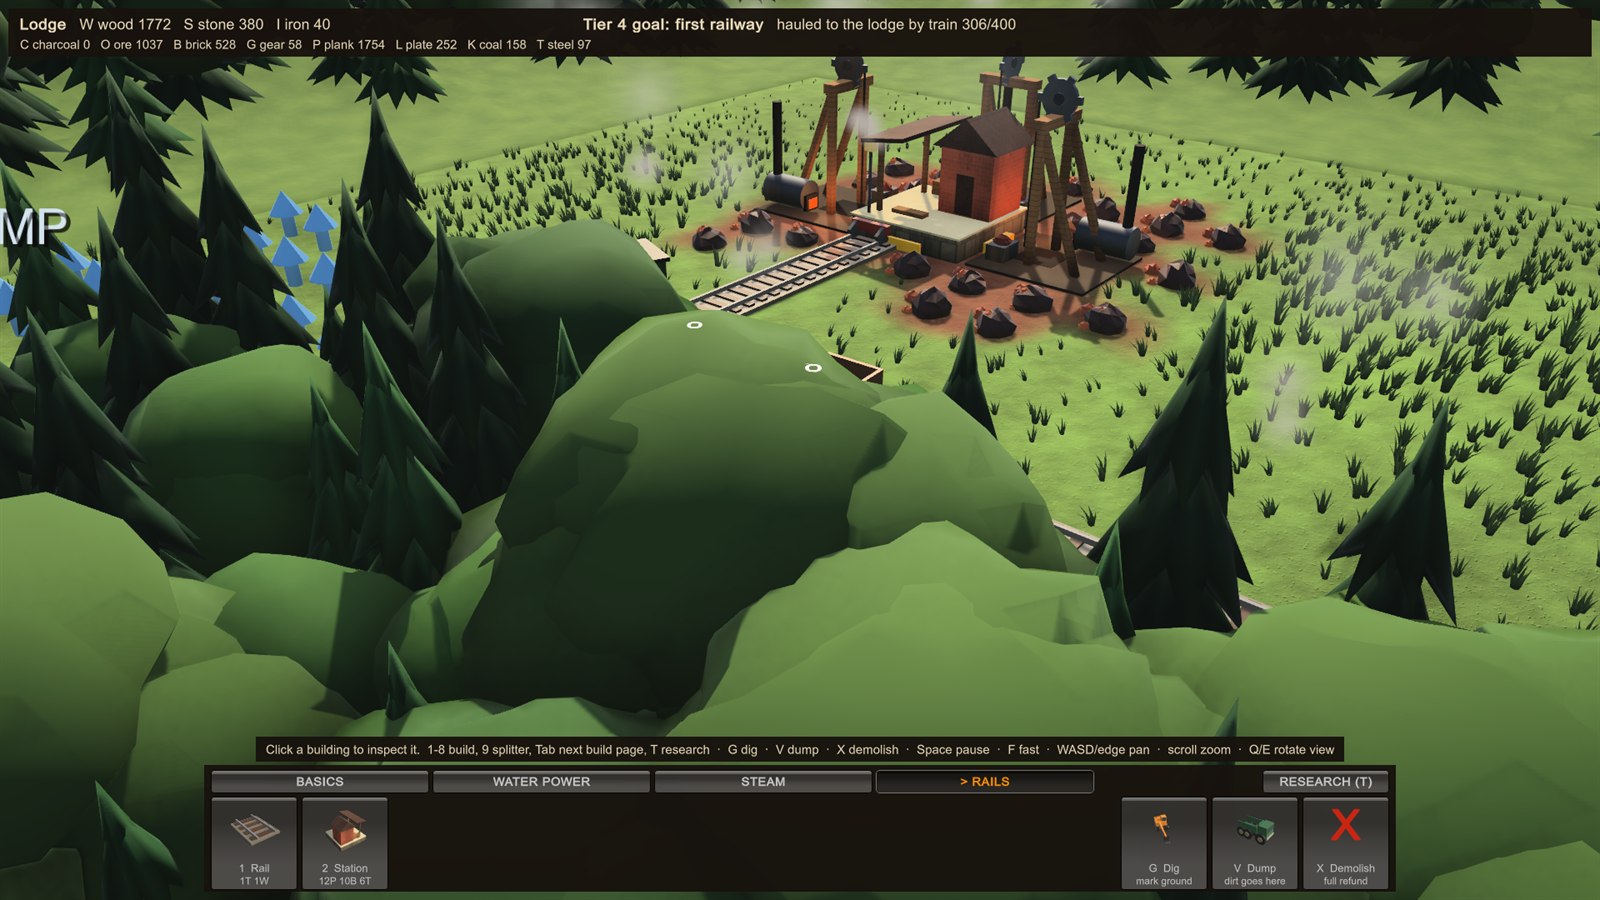 Lodge W wood 1772 S stone 380 I iron 40
Tier 4 goal: first railway hauled to the lodge by train 306/400
C charcoal 0 O ore 1037 B brick 528 G gear 58 P plank 1754 L plate 252 K coal 158 T steel 97
MP
Click a building to inspect it. 1-8 build, 9 splitter, Tab next build page, T research · G dig · V dump · X demolish · Space pause · F fast · WASD/edge pan · scroll zoom · Q/E rotate view
BASICS
WATER POWER
STEAM
> RAILS
RESEARCH (T)
1 Rail
1T 1W
2 Station
12P 10B 6T
G Dig
mark ground
V Dump
dirt goes here
X Demolish
full refund